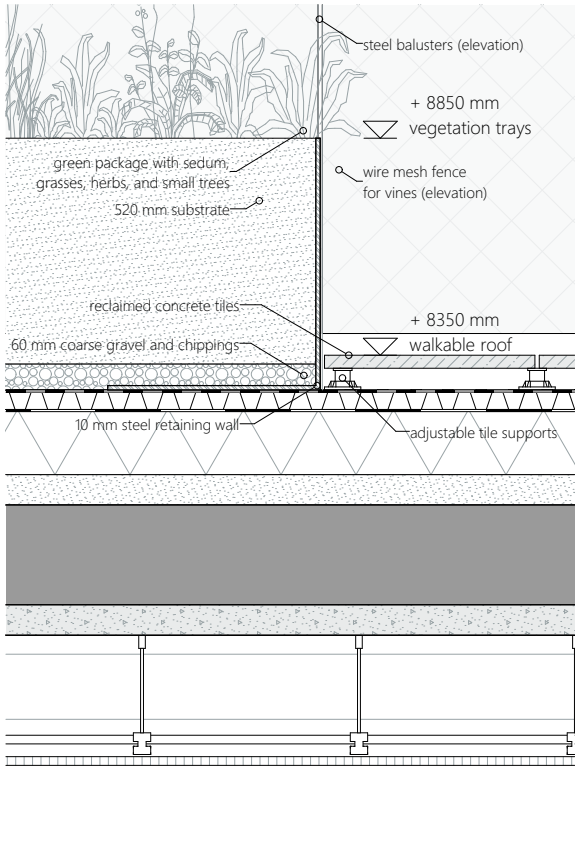 steel balusters (elevation)
+ 8850 mm
vegetation trays
green package with sedum,
grasses, herbs, and small trees
wire mesh fence
for vines (elevation)
520 mm substrate
reclaimed concrete tiles
+ 8350 mm
walkable roof
60 mm coarse gravel and chippings
10 mm steel retaining wall
adjustable tile supports